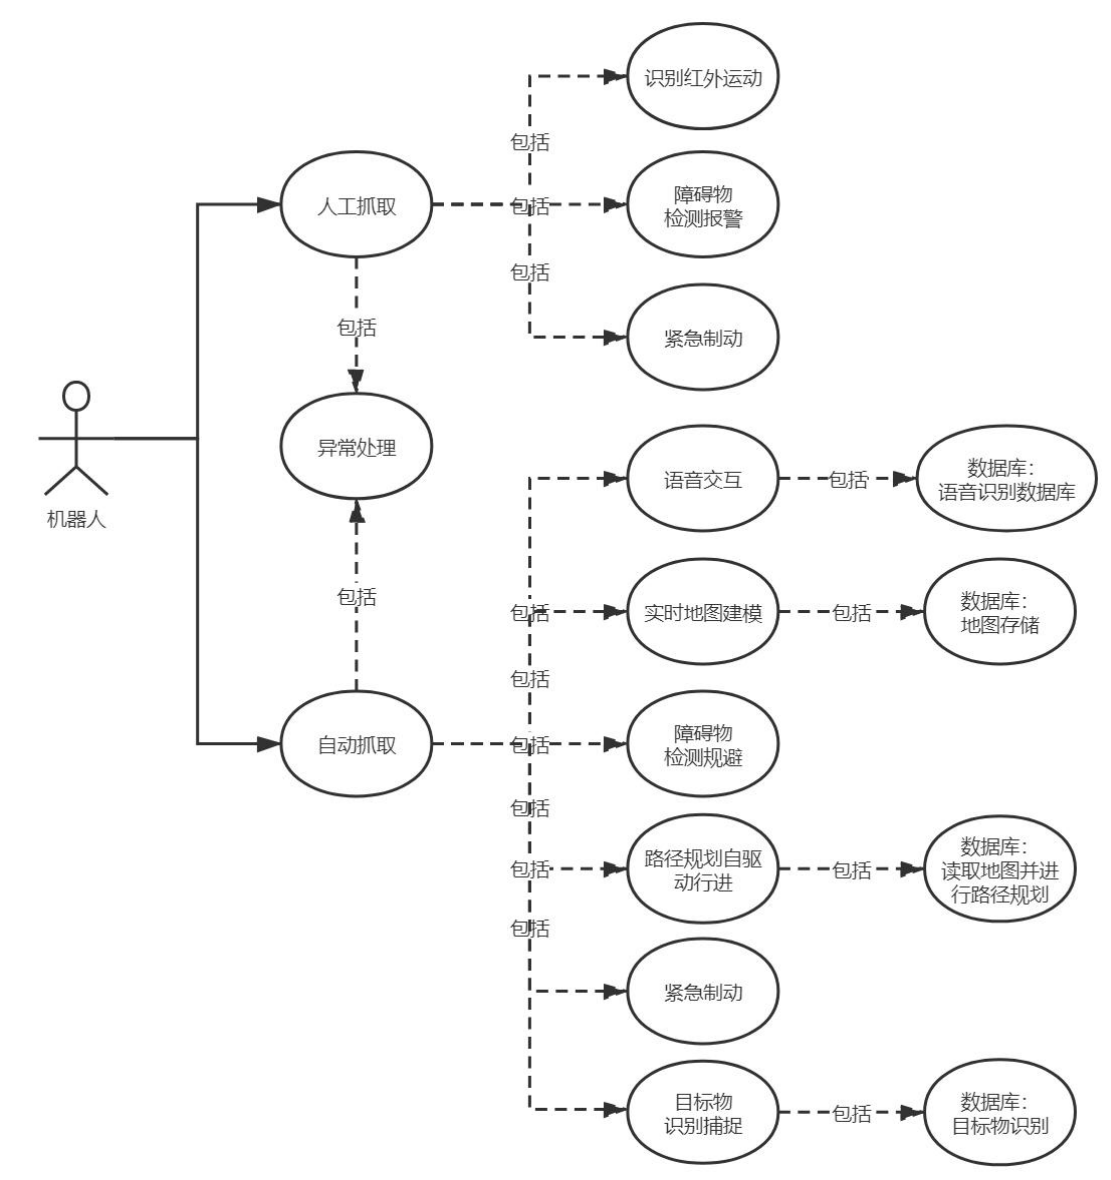 识别红外运动
包括
人工抓取
包括
障碍物
检测报警
包括
包括
紧急制动
异常处理
机器人
语音交互
包括
数据库:
语音识别数据库
包括
包括
实时地图建模
包括
数据库:
地图存储
包括
自动抓取
包括
障碍物
检测规避
包括
包括
路径规划自驱
动行进
包括
数据库:
读取地图并进
行路径规划
包括
紧急制动
目标物
识别捕捉
包括
数据库:
目标物识别